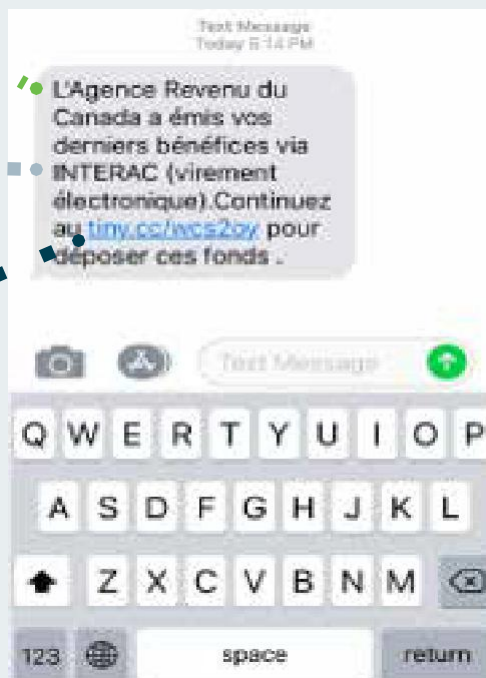 Text Message
Today 5:14 PM
L'Agence Revenu du
Canada a émis vos
derniers bénéfices via
INTERAC (virement
électronique).Continuez
au tiny.cc/wcs2oy pour
déposer ces fonds .
Text Message
Q W E R T Y U I O P
A S D F G H J K L
Z X C V B N M
123 space return